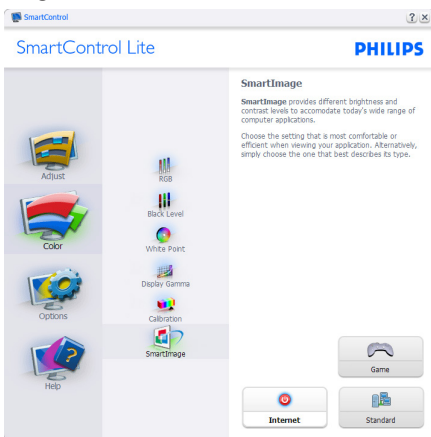 SmartControl
SmartControl Lite
PHILIPS
Adjust
Color
Options
Help
RGB
Black Level
White Point
Display Gamma
Calibration
SmartImage
SmartImage
SmartImage provides different brightness and
contrast levels to accomodate today's wide range of
computer applications.
Choose the setting that is most comfortable or
efficient when viewing your application. Alternatively,
simply choose the one that best describes its type.
Game
Internet
Standard